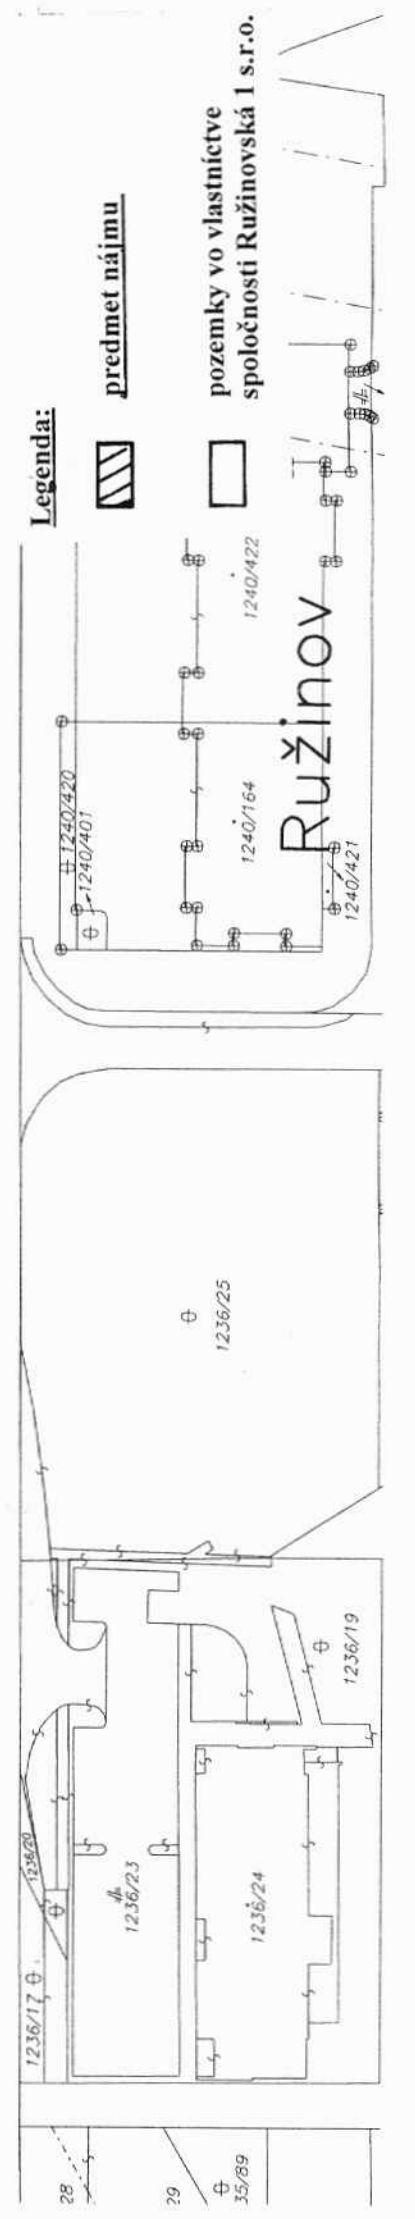 Legenda:
predmet nájmu
pozemky vo vlastníctve
spoločnosti Ružinovská 1 s.r.o.
1240/420
1240/401
1240/422
1240/164
Ružinov
1240/421
1236/25
1236/20
1236/17
1236/23
1236/24
1236/19
28
29
35/89